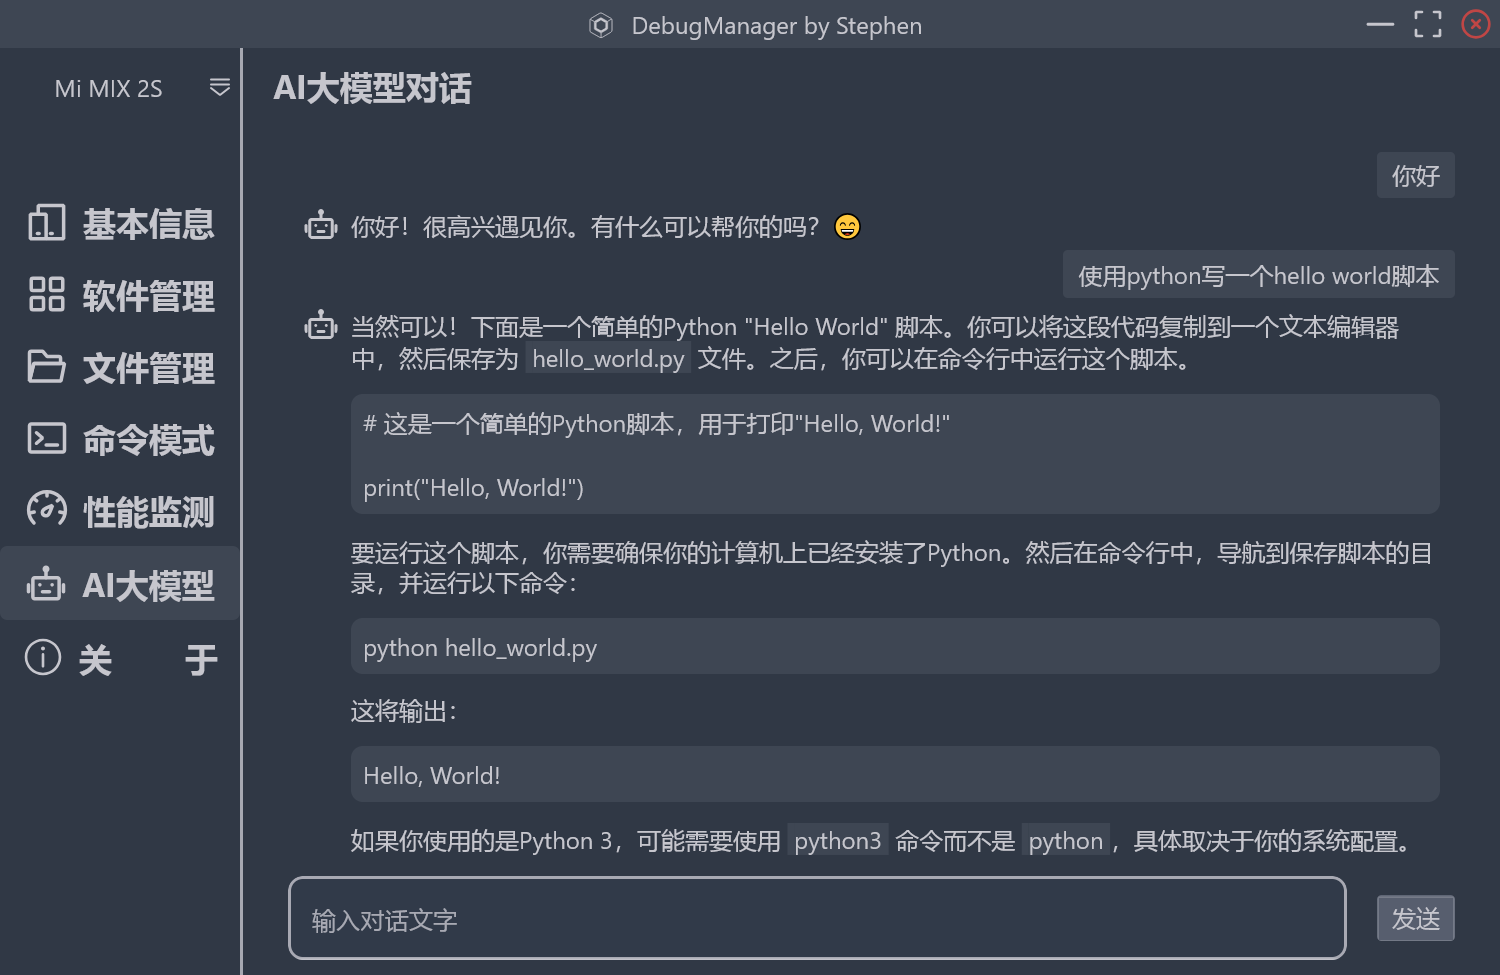 DebugManager by Stephen
Mi MIX 2S
基本信息
软件管理
文件管理
命令模式
性能监测
AI大模型
关 于
AI大模型对话
你好
你好！很高兴遇见你。有什么可以帮你的吗？😄
使用python写一个hello world脚本
当然可以！下面是一个简单的Python "Hello World" 脚本。你可以将这段代码复制到一个文本编辑器
中，然后保存为 hello_world.py 文件。之后，你可以在命令行中运行这个脚本。
# 这是一个简单的Python脚本，用于打印"Hello, World!"
print("Hello, World!")
要运行这个脚本，你需要确保你的计算机上已经安装了Python。然后在命令行中，导航到保存脚本的目
录，并运行以下命令：
python hello_world.py
这将输出：
Hello, World!
如果你使用的是Python 3，可能需要使用 python3 命令而不是 python，具体取决于你的系统配置。
输入对话文字
发送